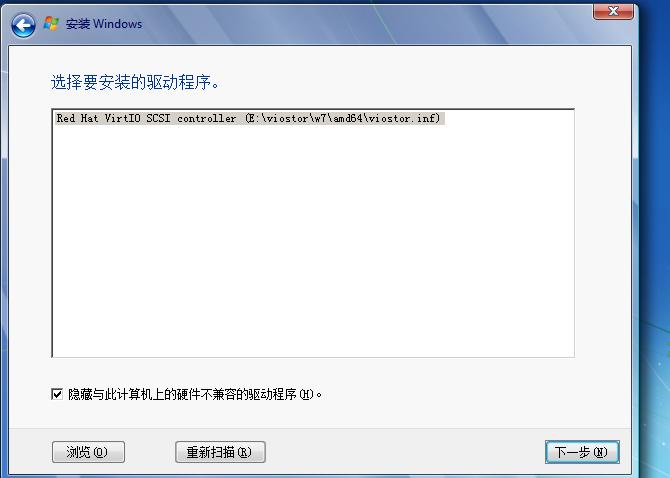 安装 Windows
选择要安装的驱动程序。
Red Hat VirtIO SCSI controller (E:\viostor\w7\amd64\viostor.inf)
隐藏与此计算机上的硬件不兼容的驱动程序(H)。
浏览(O)
重新扫描(R)
下一步(N)